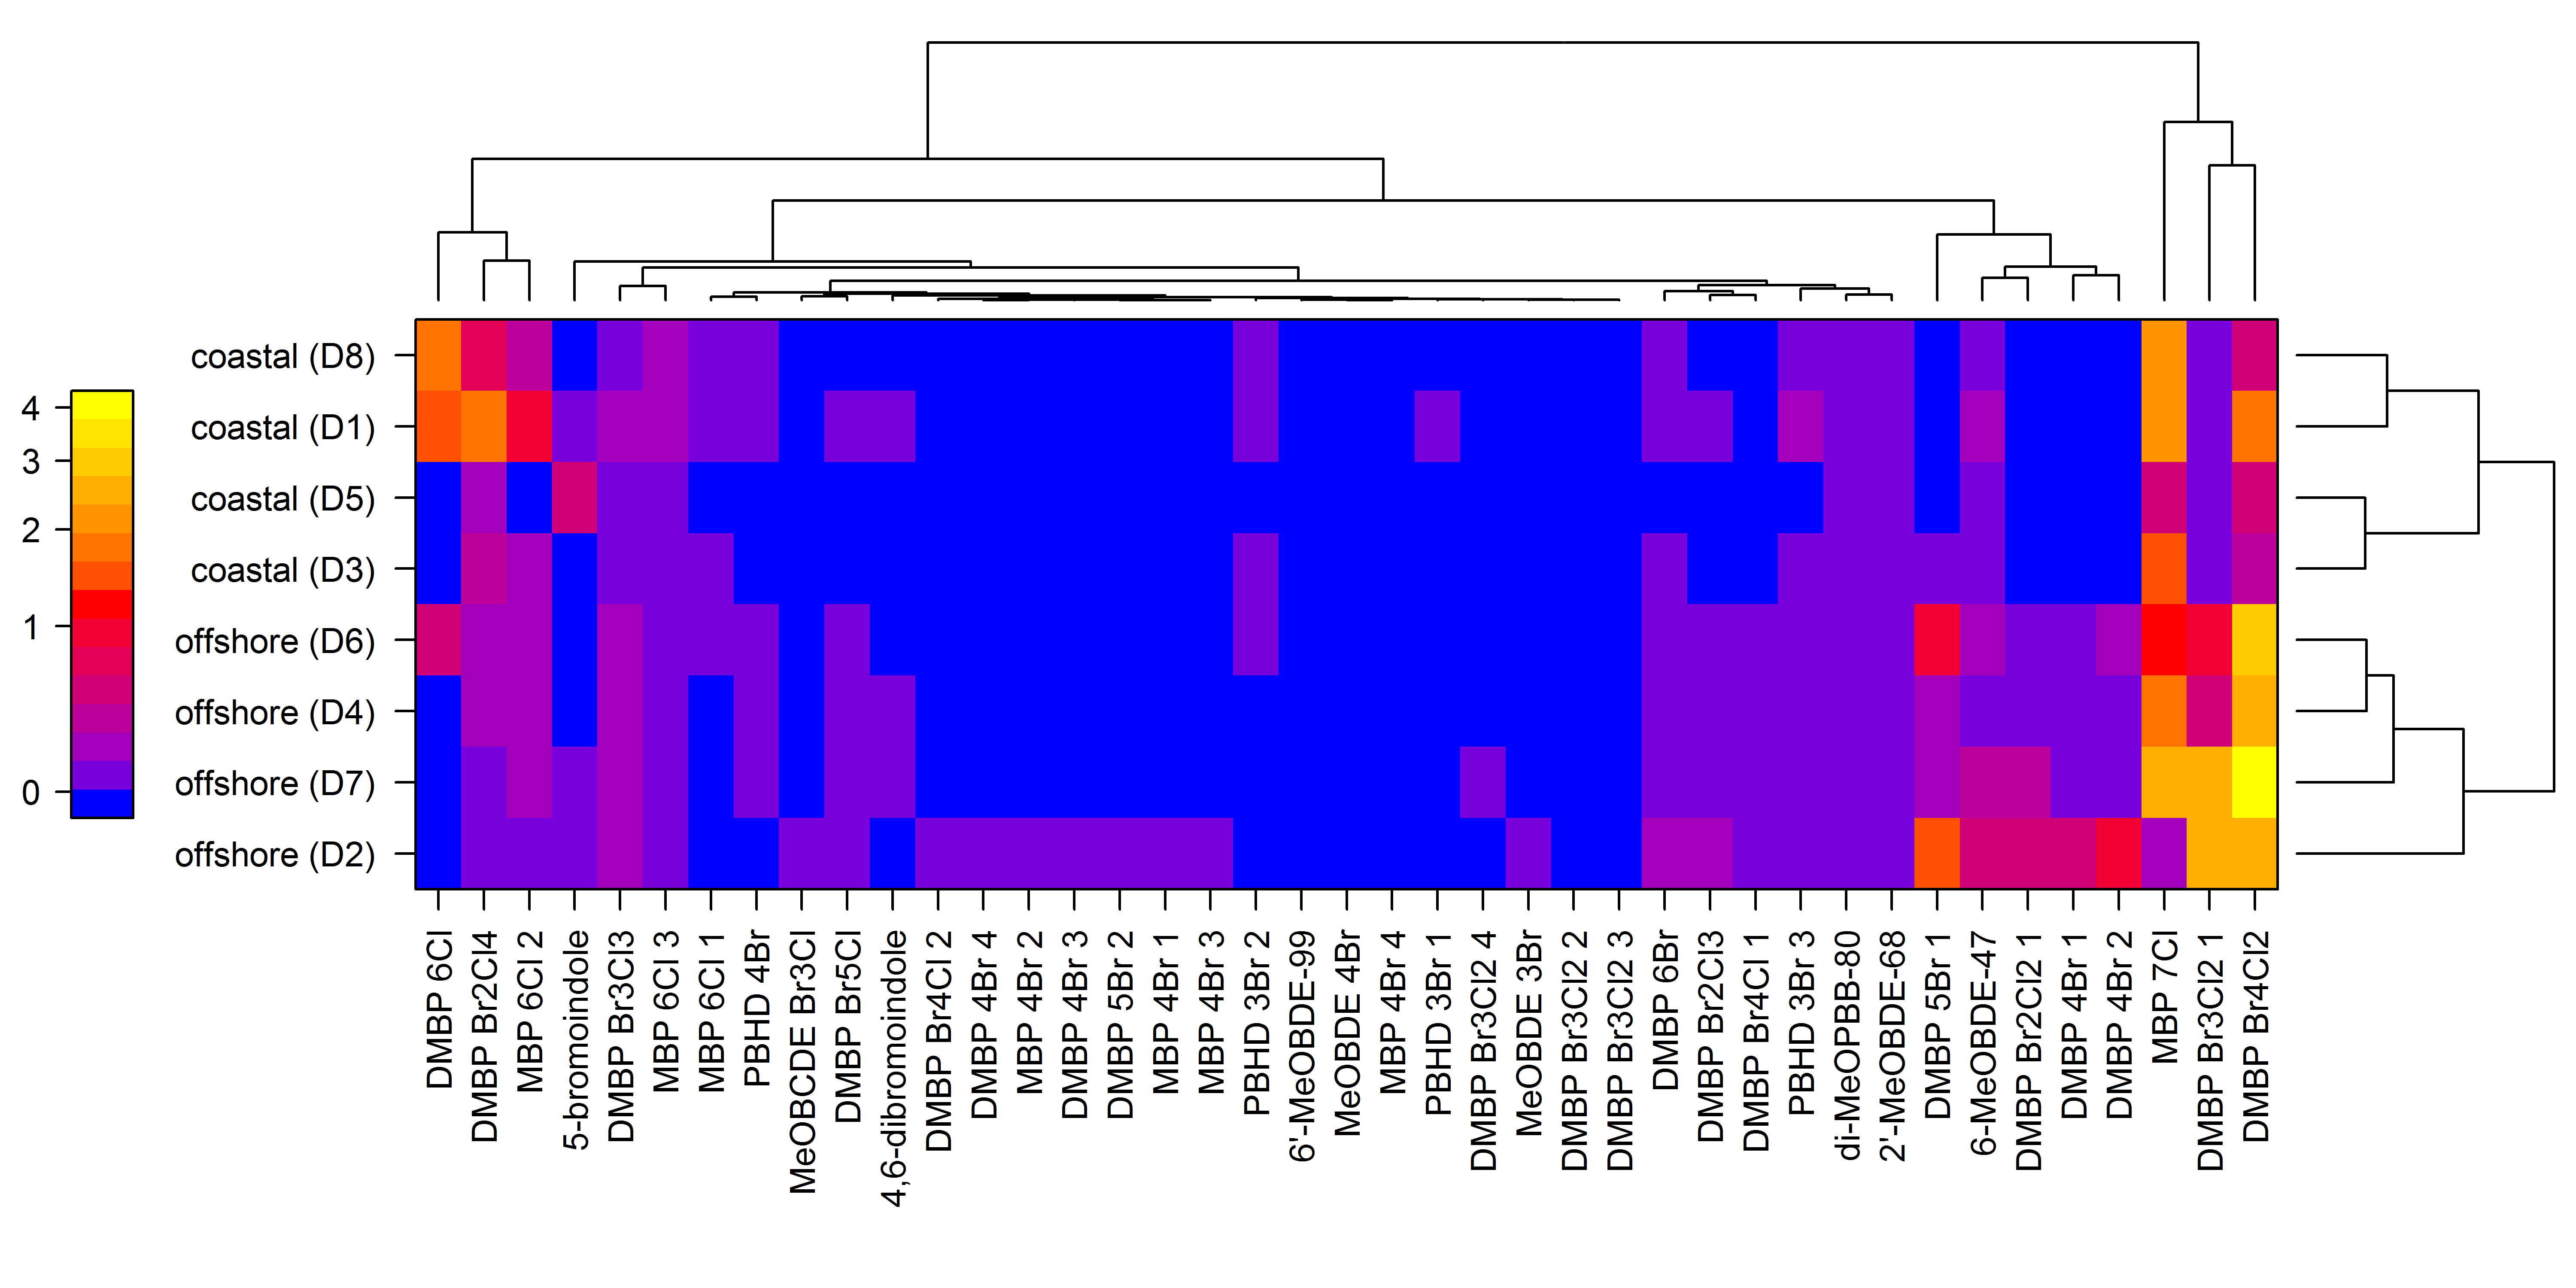 4
3
2
1
0
coastal (D8)
coastal (D1)
coastal (D5)
coastal (D3)
offshore (D6)
offshore (D4)
offshore (D7)
offshore (D2)
DMBP 6Cl
DMBP Br2Cl4
MBP 6Cl 2
5-bromoindole
DMBP Br3Cl3
MBP 6Cl 3
MBP 6Cl 1
PBHD 4Br
MeOBCDE Br3Cl
DMBP Br5Cl
4,6-dibromoindole
DMBP Br4Cl 2
DMBP 4Br 4
MBP 4Br 2
DMBP 4Br 3
DMBP 5Br 2
MBP 4Br 1
MBP 4Br 3
PBHD 3Br 2
6'-MeOBDE-99
MeOBDE 4Br
MBP 4Br 4
PBHD 3Br 1
DMBP Br3Cl2 4
MeOBDE 3Br
DMBP Br3Cl2 2
DMBP Br3Cl2 3
DMBP 6Br
DMBP Br2Cl3
DMBP Br4Cl 1
PBHD 3Br 3
di-MeOPBB-80
2'-MeOBDE-68
DMBP 5Br 1
6-MeOBDE-47
DMBP Br2Cl2 1
DMBP 4Br 1
DMBP 4Br 2
MBP 7Cl
DMBP Br3Cl2 1
DMBP Br4Cl2